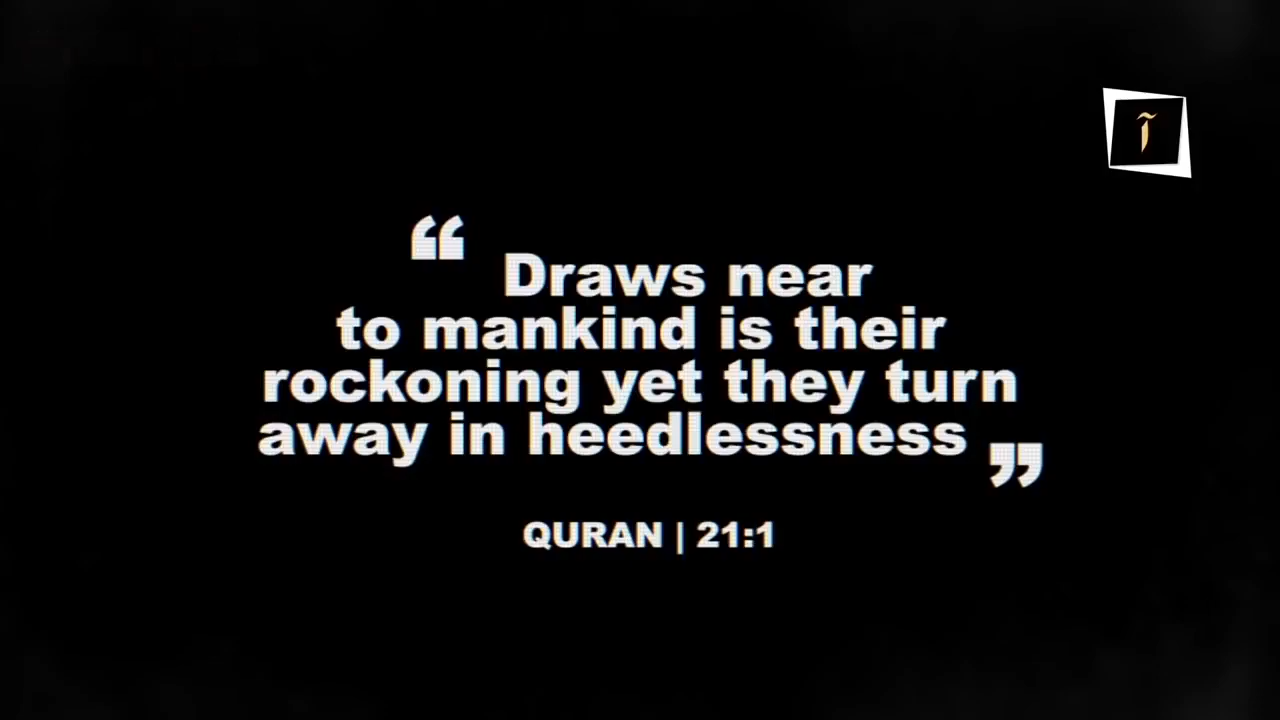 “ Draws near
to mankind is their
rockoning yet they turn
away in heedlessness ”
QURAN | 21:1